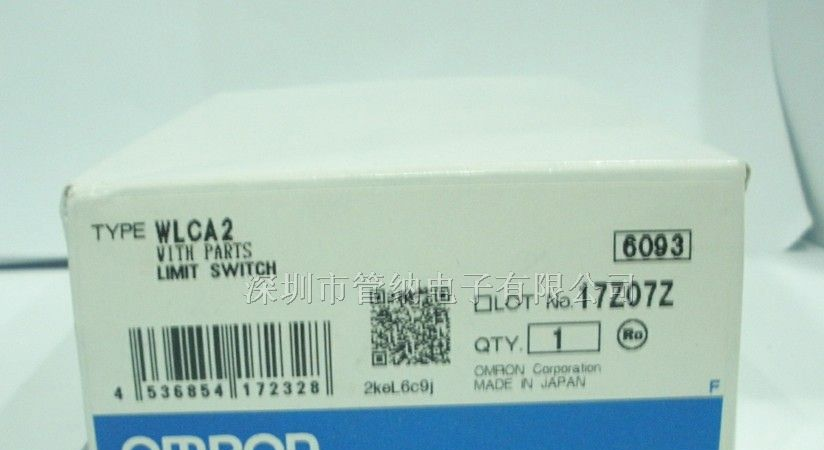 TYPE WLCA2
WITH PARTS
LIMIT SWITCH
6093
深圳市管纳电子有限公司
LOT No. 17Z07Z
QTY. 1 Ro
4 536854 172328
2keL6c9j
OMRON Corporation
MADE IN JAPAN
F
OMRON